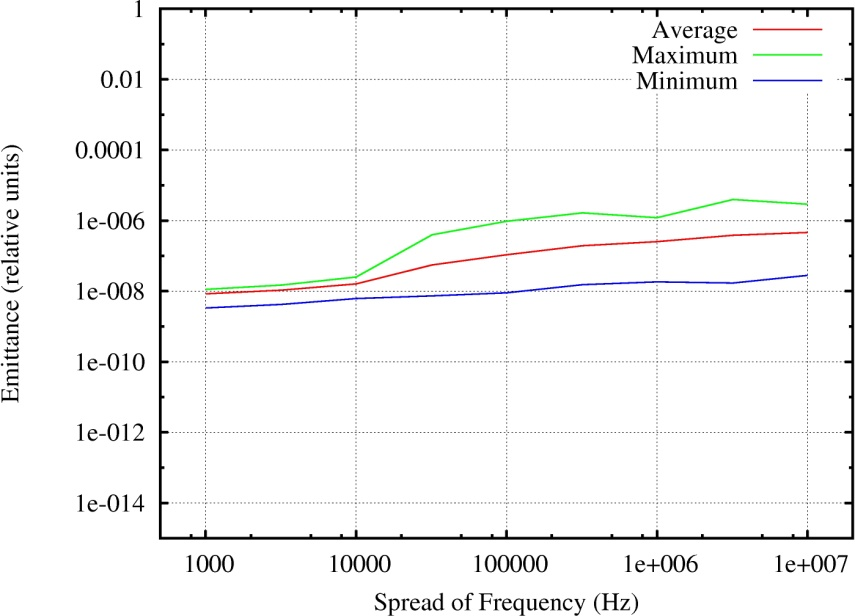 1
0.01
0.0001
1e-006
1e-008
1e-010
1e-012
1e-014
Emittance (relative units)
Average
Maximum
Minimum
1000 10000 100000 1e+006 1e+007
Spread of Frequency (Hz)